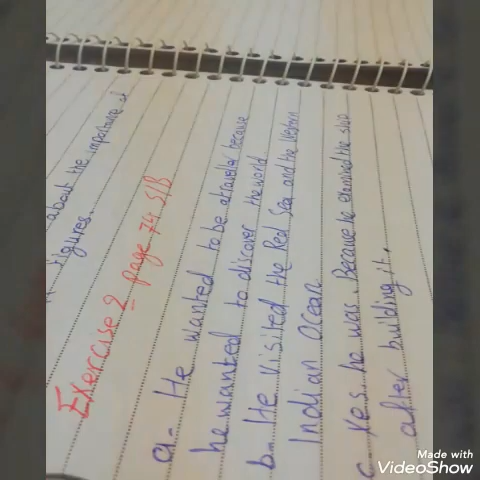 about the importance of
figures.
Exercise 2 page 74 S/B
a- He wanted to be a traveller because
he wanted to discover the world
b- He visited the Red Sea and the Western
Indian Ocean
c- Yes he was. Because he examined the ship
after building it.
Made with
VideoShow